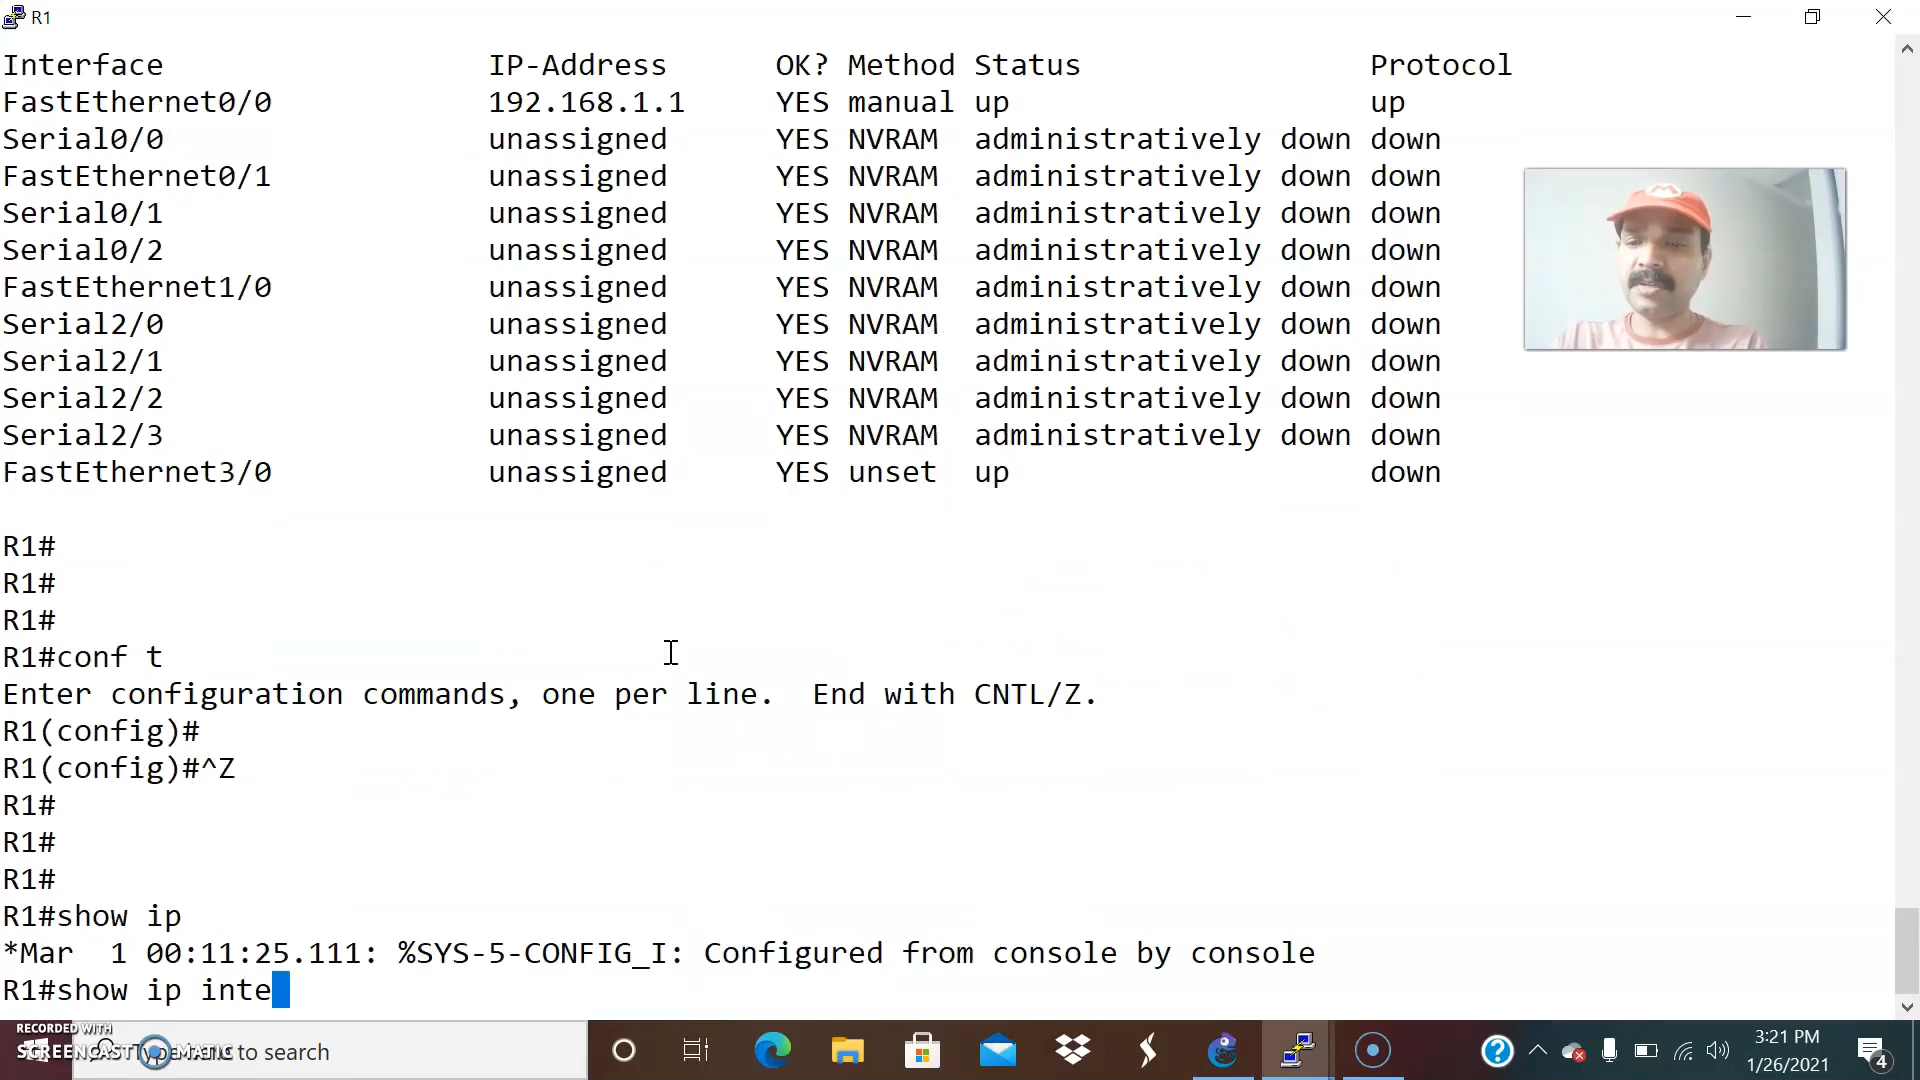 R1
Interface IP-Address OK? Method Status Protocol
FastEthernet0/0 192.168.1.1 YES manual up up
Serial0/0 unassigned YES NVRAM administratively down down
FastEthernet0/1 unassigned YES NVRAM administratively down down
Serial0/1 unassigned YES NVRAM administratively down down
Serial0/2 unassigned YES NVRAM administratively down down
FastEthernet1/0 unassigned YES NVRAM administratively down down
Serial2/0 unassigned YES NVRAM administratively down down
Serial2/1 unassigned YES NVRAM administratively down down
Serial2/2 unassigned YES NVRAM administratively down down
Serial2/3 unassigned YES NVRAM administratively down down
FastEthernet3/0 unassigned YES unset up down
R1#
R1#
R1#
R1#conf t
Enter configuration commands, one per line. End with CNTL/Z.
R1(config)#
R1(config)#^Z
R1#
R1#
R1#
R1#show ip
*Mar 1 00:11:25.111: %SYS-5-CONFIG_I: Configured from console by console
R1#show ip inte
RECORDED WITH
SCREENCAST MATIC
to search
3:21 PM
1/26/2021
4